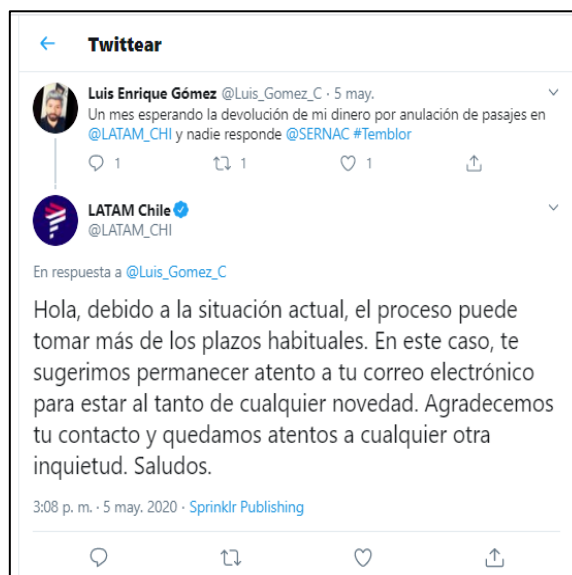 Twittear
Luis Enrique Gómez @Luis_Gomez_C · 5 may.
Un mes esperando la devolución de mi dinero por anulación de pasajes en
@LATAM_CHI y nadie responde @SERNAC #Temblor
1 1 1
LATAM Chile
@LATAM_CHI
En respuesta a @Luis_Gomez_C
Hola, debido a la situación actual, el proceso puede
tomar más de los plazos habituales. En este caso, te
sugerimos permanecer atento a tu correo electrónico
para estar al tanto de cualquier novedad. Agradecemos
tu contacto y quedamos atentos a cualquier otra
inquietud. Saludos.
3:08 p. m. · 5 may. 2020 · Sprinklr Publishing